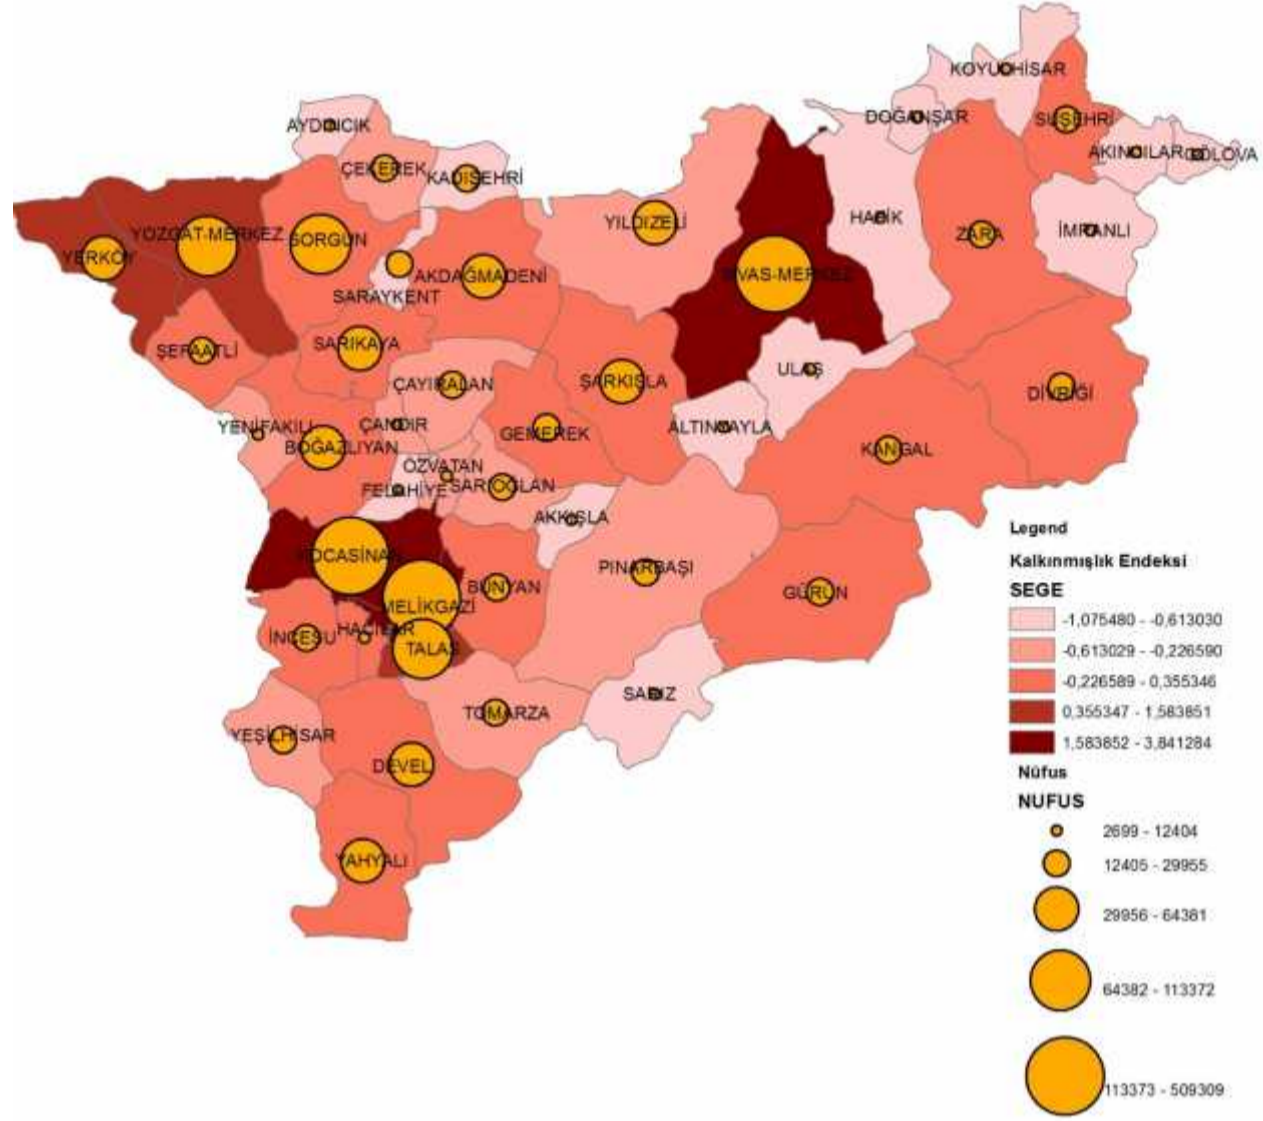 KOYULHİSAR
DOĞANŞAR
SUŞEHRİ
AYDINCIK
AKINCILAR
GÖLOVA
ÇEKEREK
KADIŞEHRİ
YILDIZELİ
HAFİK
İMRANLI
ZARA
YOZGAT-MERKEZ
SORGUN
YERKÖY
AKDAĞMADENİ
SİVAS-MERKEZ
SARAYKENT
ŞEFAATLİ
SARIKAYA
ÇAYIRALAN
ŞARKIŞLA
ULAŞ
DİVRİĞİ
YENİFAKILI
ÇANDIR
ALTINYAYLA
GEMEREK
BOĞAZLIYAN
KANGAL
ÖZVATAN
FELAHİYE
SARIOĞLAN
AKKIŞLA
KOCASİNAN
PINARBAŞI
BÜNYAN
GÜRÜN
MELİKGAZİ
HACILAR
İNCESU
TALAS
SARIZ
TOMARZA
YEŞİLHİSAR
DEVELİ
YAHYALI
Legend
Kalkınmışlık Endeksi
SEGE
-1,075480 - -0,613030
-0,613029 - -0,226590
-0,226589 - 0,355346
0,355347 - 1,583851
1,583852 - 3,841284
Nüfus
NUFUS
2699 - 12404
12405 - 29955
29956 - 64381
64382 - 113372
113373 - 509309